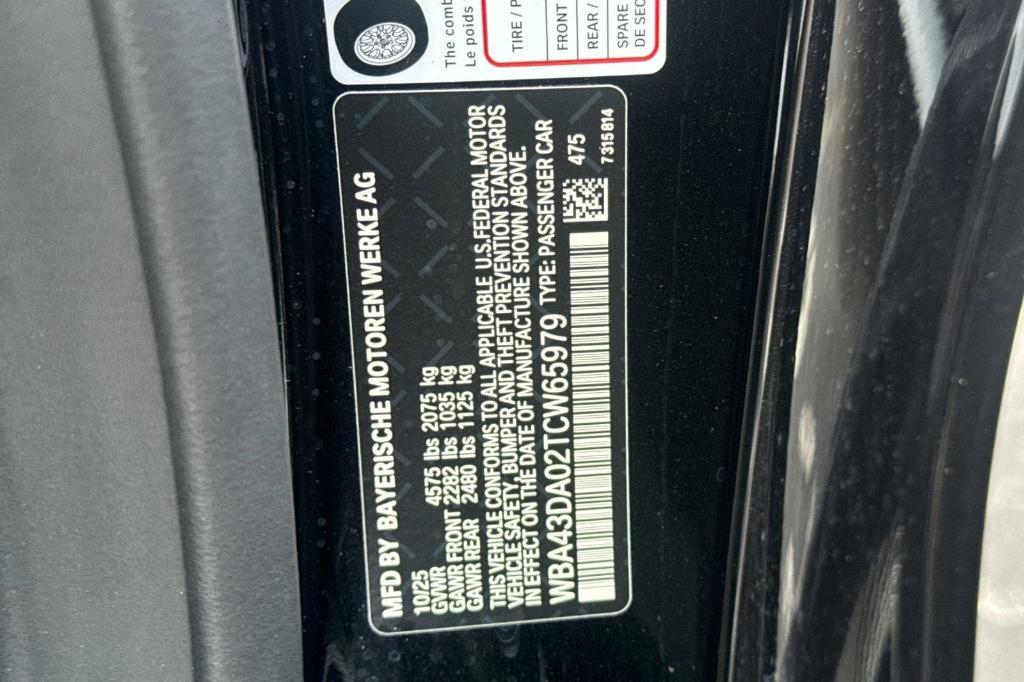 The comb
Le poids
TIRE / P
FRONT
REAR /
SPARE
DE SEC
MFD BY BAYERISCHE MOTOREN WERKE AG
10/25
GVWR 4575 lbs 2075 kg
GAWR FRONT 2282 lbs 1035 kg
GAWR REAR 2480 lbs 1125 kg
THIS VEHICLE CONFORMS TO ALL APPLICABLE U.S.FEDERAL MOTOR
VEHICLE SAFETY, BUMPER AND THEFT PREVENTION STANDARDS
IN EFFECT ON THE DATE OF MANUFACTURE SHOWN ABOVE.
WBA43DA02TCW65979 TYPE: PASSENGER CAR
475
7315814